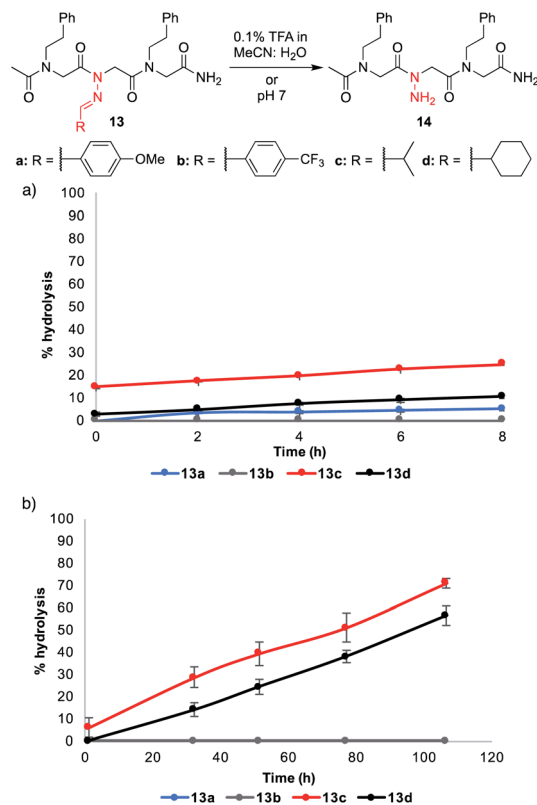 Ph
Ph
0.1% TFA in
MeCN: H2O
or
pH 7
N
O
O
N
N
O
N
O
NH2
R
13
N
O
O
N
NH2
O
N
O
NH2
14
a: R = OMe b: R = CF3 c: R = d: R =
a)
100
90
80
70
60
50
40
30
20
10
0
% hydrolysis
0 2 4 6 8
Time (h)
13a 13b 13c 13d
b)
100
90
80
70
60
50
40
30
20
10
0
% hydrolysis
0 20 40 60 80 100 120
Time (h)
13a 13b 13c 13d